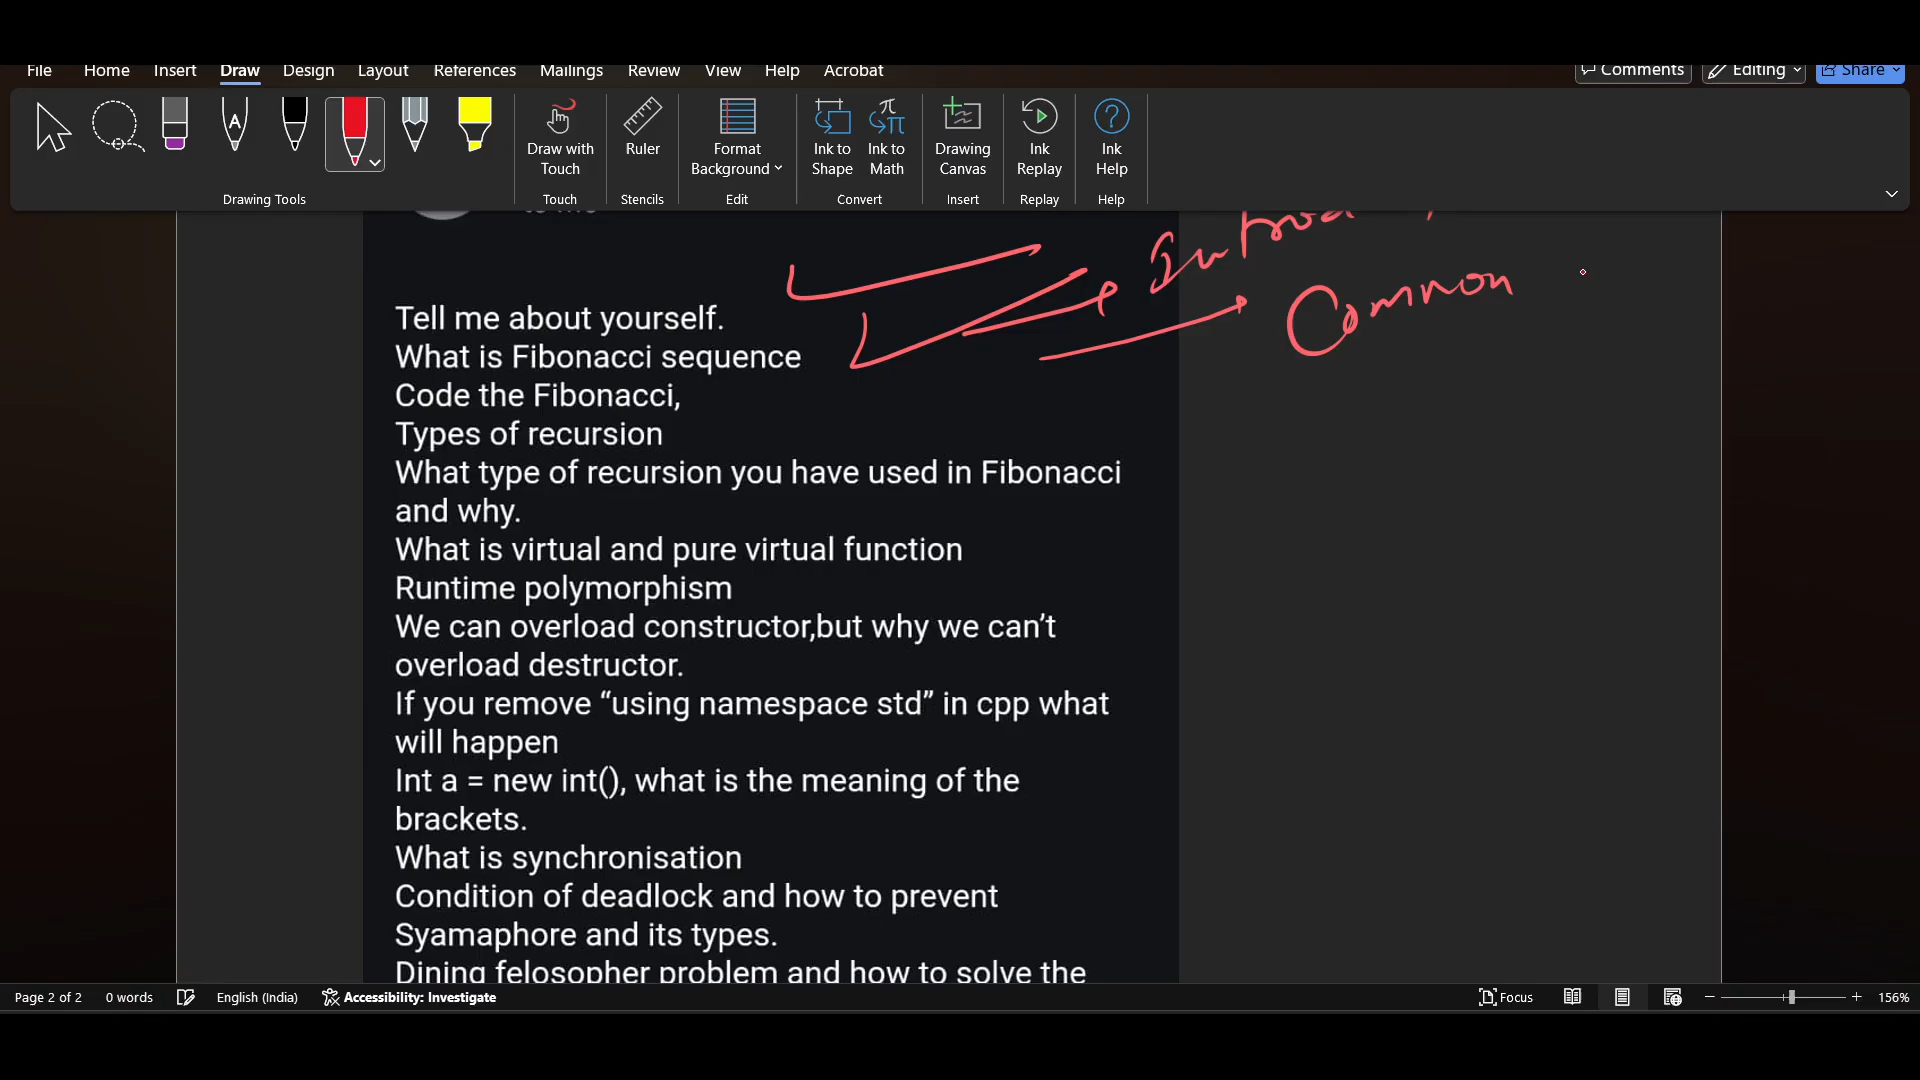 File Home Insert Draw Design Layout References Mailings Review View Help Acrobat Comments Editing Share
Draw with Touch
Ruler
Format Background
Ink to Shape
Ink to Math
Drawing Canvas
Ink Replay
Ink Help
Drawing Tools Touch Stencils Edit Convert Insert Replay Help
Common
Tell me about yourself.
What is Fibonacci sequence
Code the Fibonacci,
Types of recursion
What type of recursion you have used in Fibonacci
and why.
What is virtual and pure virtual function
Runtime polymorphism
We can overload constructor,but why we can’t
overload destructor.
If you remove “using namespace std” in cpp what
will happen
Int a = new int(), what is the meaning of the
brackets.
What is synchronisation
Condition of deadlock and how to prevent
Syamaphore and its types.
Dining felosopher problem and how to solve the
Page 2 of 2 0 words English (India) Accessibility: Investigate Focus 156%